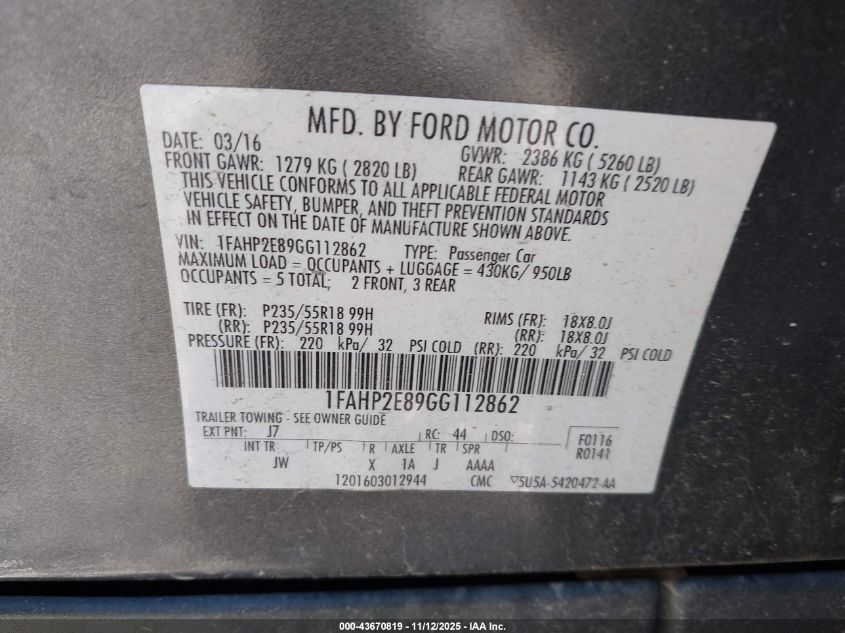 MFD. BY FORD MOTOR CO.
DATE: 03/16 GVWR: 2386 KG ( 5260 LB)
FRONT GAWR: 1279 KG ( 2820 LB) REAR GAWR: 1143 KG ( 2520 LB)
THIS VEHICLE CONFORMS TO ALL APPLICABLE FEDERAL MOTOR
VEHICLE SAFETY, BUMPER, AND THEFT PREVENTION STANDARDS
IN EFFECT ON THE DATE OF MANUFACTURE SHOWN ABOVE.
VIN: 1FAHP2E89GG112862 TYPE: Passenger Car
MAXIMUM LOAD = OCCUPANTS + LUGGAGE = 430KG/ 950LB
OCCUPANTS = 5 TOTAL; 2 FRONT, 3 REAR
TIRE (FR): P235/55R18 99H RIMS (FR): 18X8.0J
(RR): P235/55R18 99H (RR): 18X8.0J
PRESSURE (FR): 220 kPa/ 32 PSI COLD (RR): 220 kPa/ 32 PSI COLD
1FAHP2E89GG112862
TRAILER TOWING - SEE OWNER GUIDE
EXT PNT: J7 RC: 44 DSO: F0116
R0141
INT TR TP/PS R AXLE TR SPR
JW X 1A J AAAA
1201603012944 CMC ▽5U5A-5420472-AA
000-43670819 - 11/12/2025 - IAA Inc.